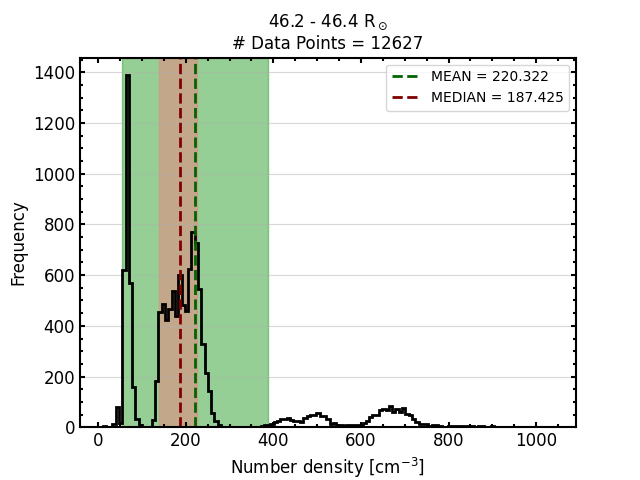 46.2 - 46.4 R⊙
# Data Points = 12627
MEAN = 220.322
MEDIAN = 187.425
Frequency
1400
1200
1000
800
600
400
200
0
0 200 400 600 800 1000
Number density [cm⁻³]